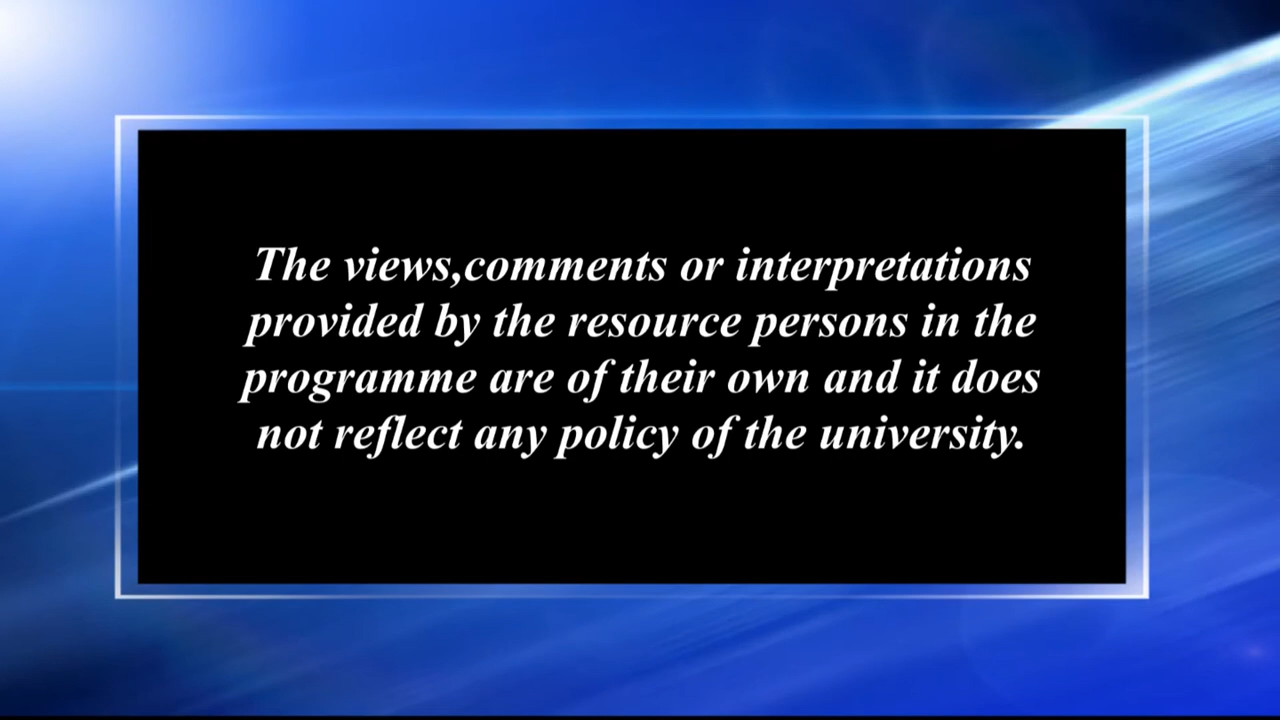 The views,comments or interpretations
provided by the resource persons in the
programme are of their own and it does
not reflect any policy of the university.